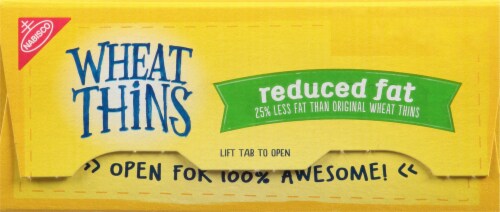 NABISCO
WHEAT
THINS
reduced fat
25% LESS FAT THAN ORIGINAL WHEAT THINS
LIFT TAB TO OPEN
>> OPEN FOR 100% AWESOME! <<